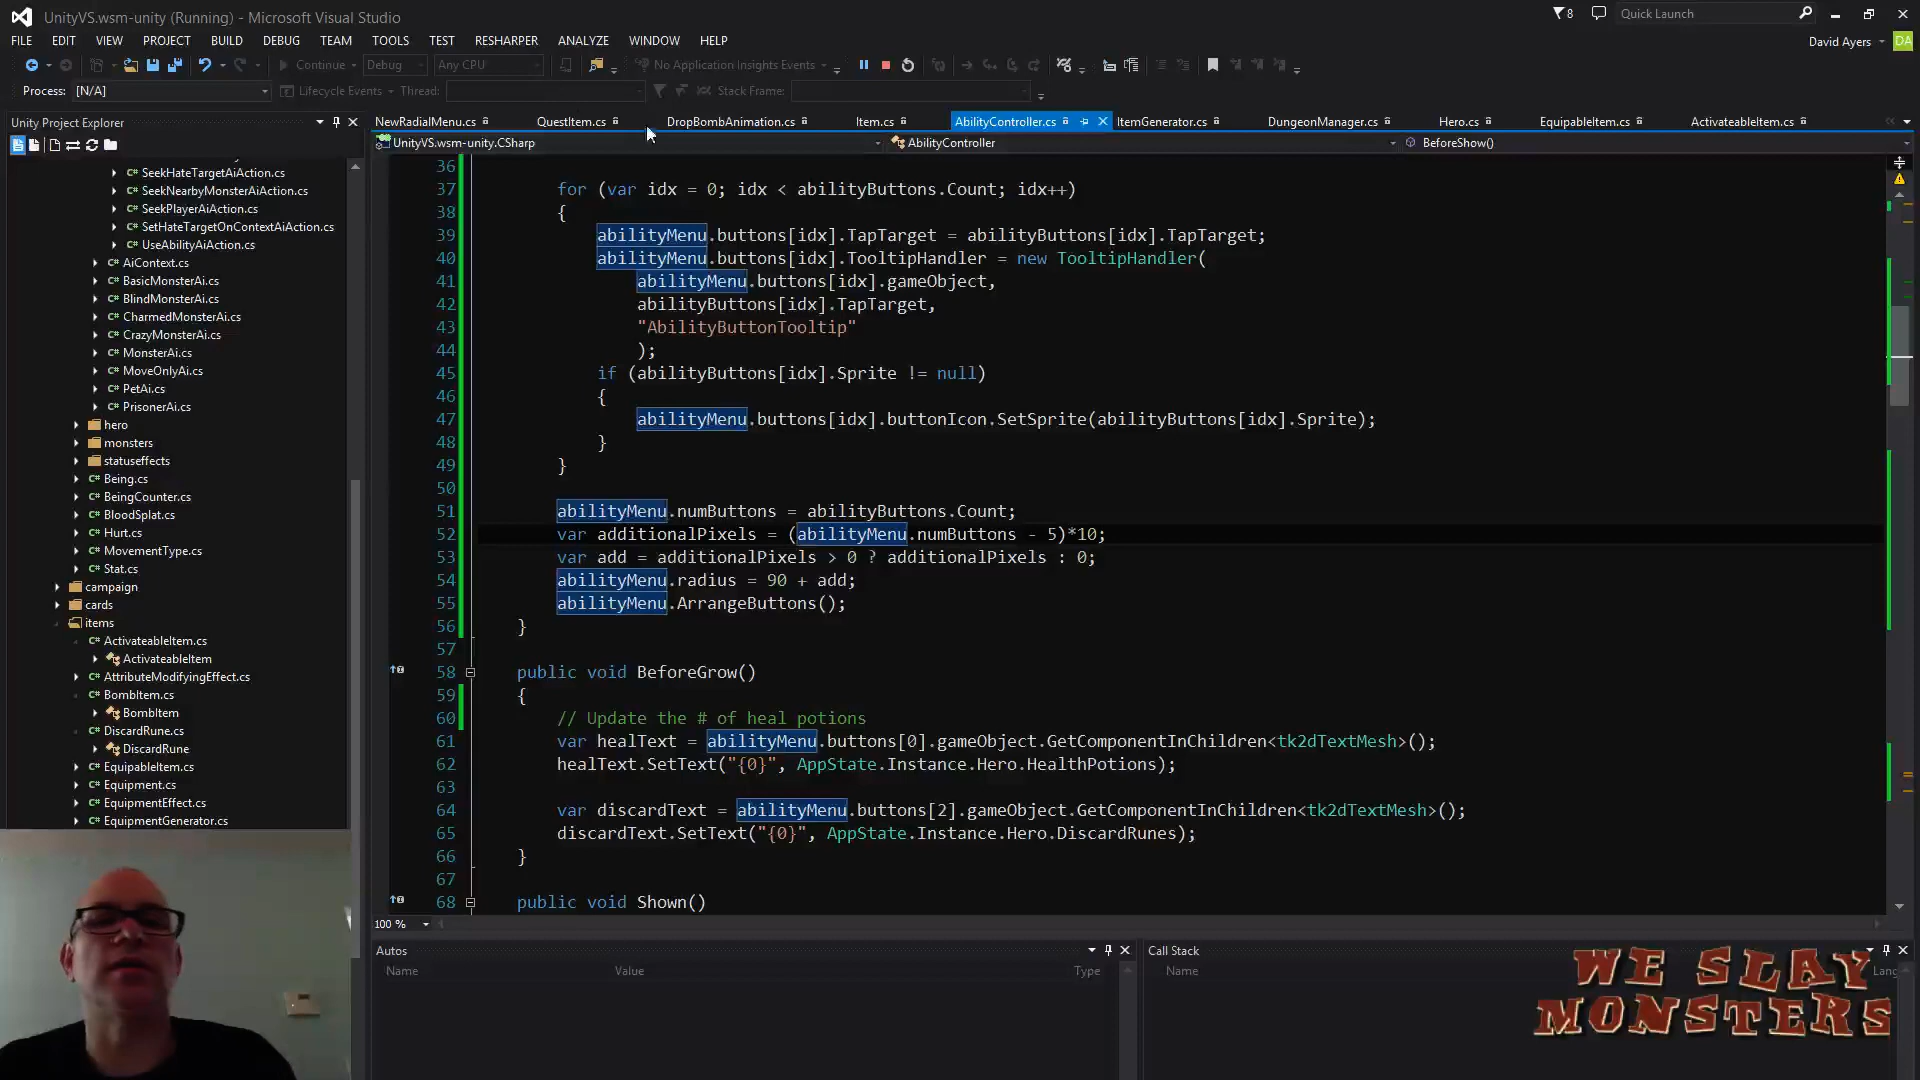 UnityVS.wsm-unity (Running) - Microsoft Visual Studio
8
Quick Launch
FILE EDIT VIEW PROJECT BUILD DEBUG TEAM TOOLS TEST RESHARPER ANALYZE WINDOW HELP
David Ayers DA
Continue Debug Any CPU No Application Insights Events
Process: [N/A] Lifecycle Events Thread: Stack Frame:
Unity Project Explorer
NewRadialMenu.cs QuestItem.cs DropBombAnimation.cs Item.cs AbilityController.cs ItemGenerator.cs DungeonManager.cs Hero.cs EquipableItem.cs ActivateableItem.cs
UnityVS.wsm-unity.CSharp AbilityController BeforeShow()
SeekHateTargetAiAction.cs
SeekNearbyMonsterAiAction.cs
SeekPlayerAiAction.cs
SetHateTargetOnContextAiAction.cs
UseAbilityAiAction.cs
AiContext.cs
BasicMonsterAi.cs
BlindMonsterAi.cs
CharmedMonsterAi.cs
CrazyMonsterAi.cs
MonsterAi.cs
MoveOnlyAi.cs
PetAi.cs
PrisonerAi.cs
hero
monsters
statuseffects
Being.cs
BeingCounter.cs
BloodSplat.cs
Hurt.cs
MovementType.cs
Stat.cs
campaign
cards
items
ActivateableItem.cs
ActivateableItem
AttributeModifyingEffect.cs
BombItem.cs
BombItem
DiscardRune.cs
DiscardRune
EquipableItem.cs
Equipment.cs
EquipmentEffect.cs
EquipmentGenerator.cs
36
37 for (var idx = 0; idx < abilityButtons.Count; idx++)
38 {
39 abilityMenu.buttons[idx].TapTarget = abilityButtons[idx].TapTarget;
40 abilityMenu.buttons[idx].TooltipHandler = new TooltipHandler(
41 abilityMenu.buttons[idx].gameObject,
42 abilityButtons[idx].TapTarget,
43 "AbilityButtonTooltip"
44 );
45 if (abilityButtons[idx].Sprite != null)
46 {
47 abilityMenu.buttons[idx].buttonIcon.SetSprite(abilityButtons[idx].Sprite);
48 }
49 }
50
51 abilityMenu.numButtons = abilityButtons.Count;
52 var additionalPixels = (abilityMenu.numButtons - 5)*10;
53 var add = additionalPixels > 0 ? additionalPixels : 0;
54 abilityMenu.radius = 90 + add;
55 abilityMenu.ArrangeButtons();
56 }
57
58 public void BeforeGrow()
59 {
60 // Update the # of heal potions
61 var healText = abilityMenu.buttons[0].gameObject.GetComponentInChildren<tk2dTextMesh>();
62 healText.SetText("{0}", AppState.Instance.Hero.HealthPotions);
63
64 var discardText = abilityMenu.buttons[2].gameObject.GetComponentInChildren<tk2dTextMesh>();
65 discardText.SetText("{0}", AppState.Instance.Hero.DiscardRunes);
66 }
67
68 public void Shown()
100 %
Autos
Name Value Type
Call Stack
Name Lang
WE SLAY
MONSTERS